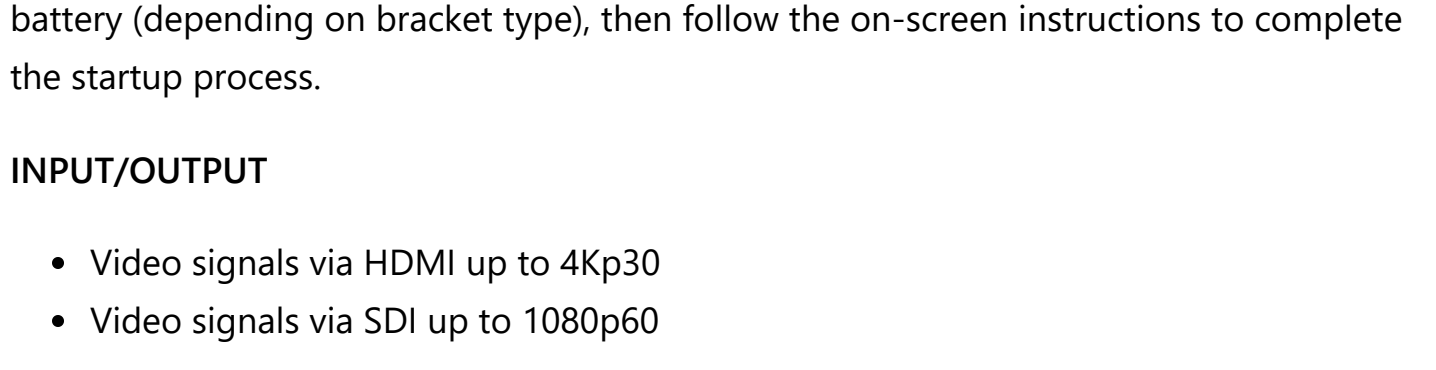 battery (depending on bracket type), then follow the on-screen instructions to complete
the startup process.
INPUT/OUTPUT
• Video signals via HDMI up to 4Kp30
• Video signals via SDI up to 1080p60